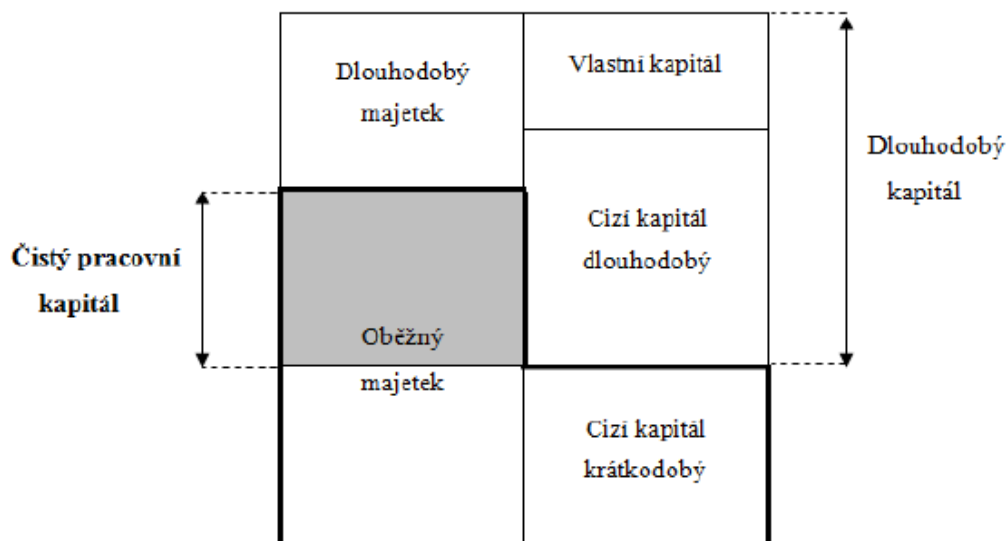 Dlouhodobý
majetek
Vlastní kapitál
Dlouhodobý
kapitál
Cizí kapitál
dlouhodobý
Čistý pracovní
kapitál
Oběžný
majetek
Cizí kapitál
krátkodobý